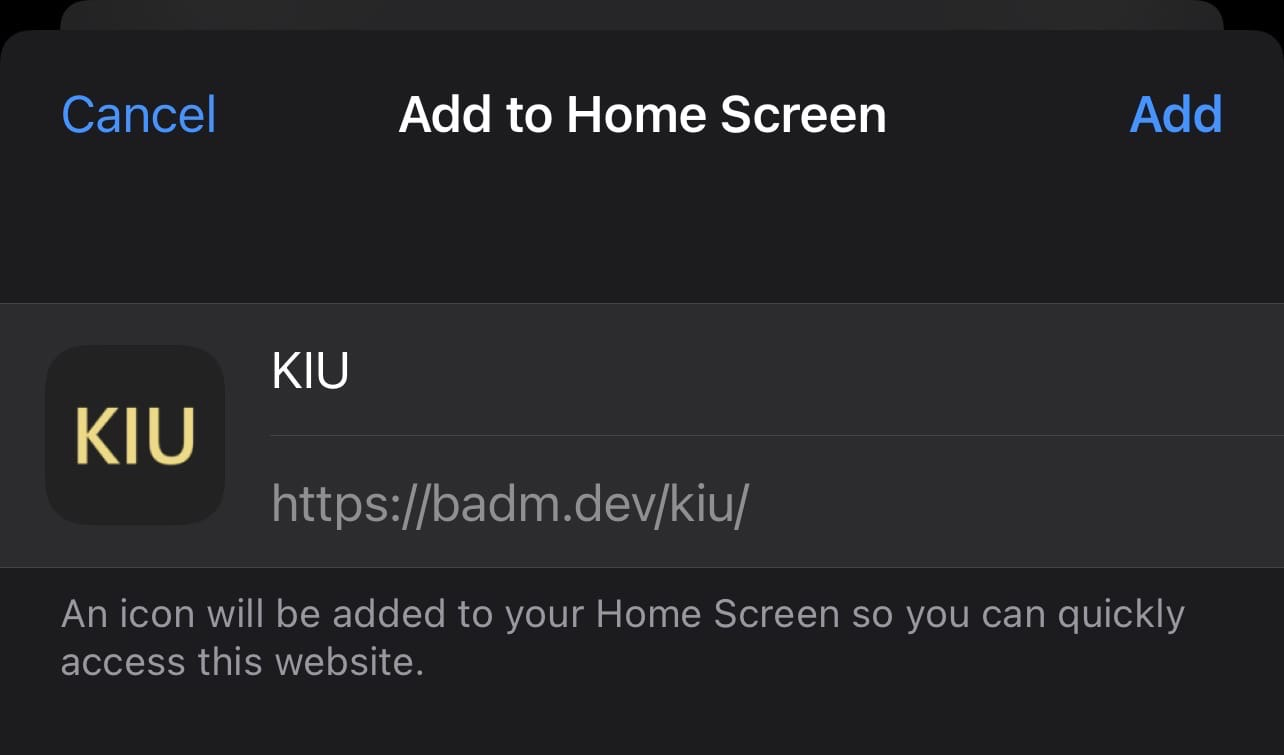 Cancel Add to Home Screen Add
KIU
KIU
https://badm.dev/kiu/
An icon will be added to your Home Screen so you can quickly
access this website.